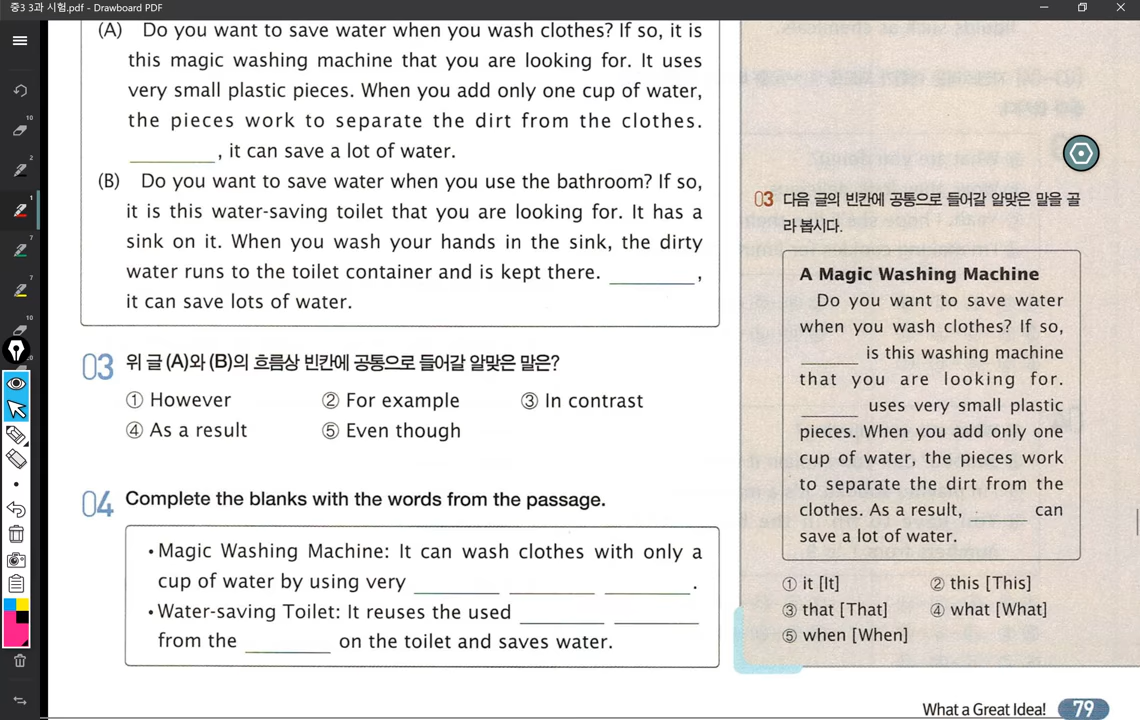 중3 3과 시험.pdf - Drawboard PDF
(A) Do you want to save water when you wash clothes? If so, it is
this magic washing machine that you are looking for. It uses
very small plastic pieces. When you add only one cup of water,
the pieces work to separate the dirt from the clothes.
________, it can save a lot of water.
(B) Do you want to save water when you use the bathroom? If so,
it is this water-saving toilet that you are looking for. It has a
sink on it. When you wash your hands in the sink, the dirty
water runs to the toilet container and is kept there. ________,
it can save lots of water.
03 위 글 (A)와 (B)의 흐름상 빈칸에 공통으로 들어갈 알맞은 말은?
① However ② For example ③ In contrast
④ As a result ⑤ Even though
04 Complete the blanks with the words from the passage.
• Magic Washing Machine: It can wash clothes with only a
cup of water by using very ________ ________ ________.
• Water-saving Toilet: It reuses the used ________ ________
from the ________ on the toilet and saves water.
03 다음 글의 빈칸에 공통으로 들어갈 알맞은 말을 골
라 봅시다.
A Magic Washing Machine
Do you want to save water
when you wash clothes? If so,
______ is this washing machine
that you are looking for.
______ uses very small plastic
pieces. When you add only one
cup of water, the pieces work
to separate the dirt from the
clothes. As a result, ______ can
save a lot of water.
① it [It] ② this [This]
③ that [That] ④ what [What]
⑤ when [When]
What a Great Idea! 79